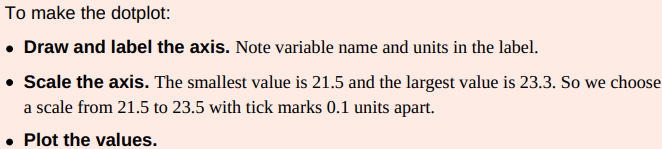 To make the dotplot:
• Draw and label the axis. Note variable name and units in the label.
• Scale the axis. The smallest value is 21.5 and the largest value is 23.3. So we choose
a scale from 21.5 to 23.5 with tick marks 0.1 units apart.
• Plot the values.